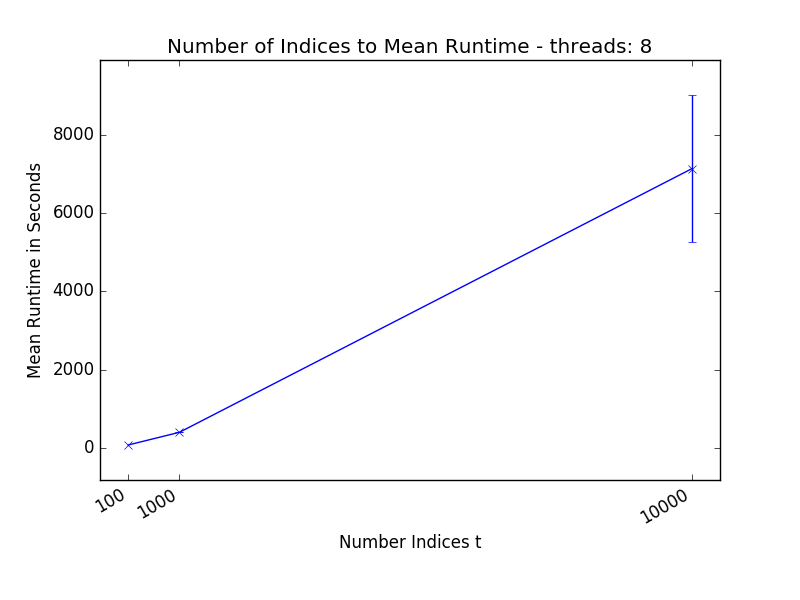 Number of Indices to Mean Runtime - threads: 8
Mean Runtime in Seconds
8000
6000
4000
2000
0
100
1000
10000
Number Indices t